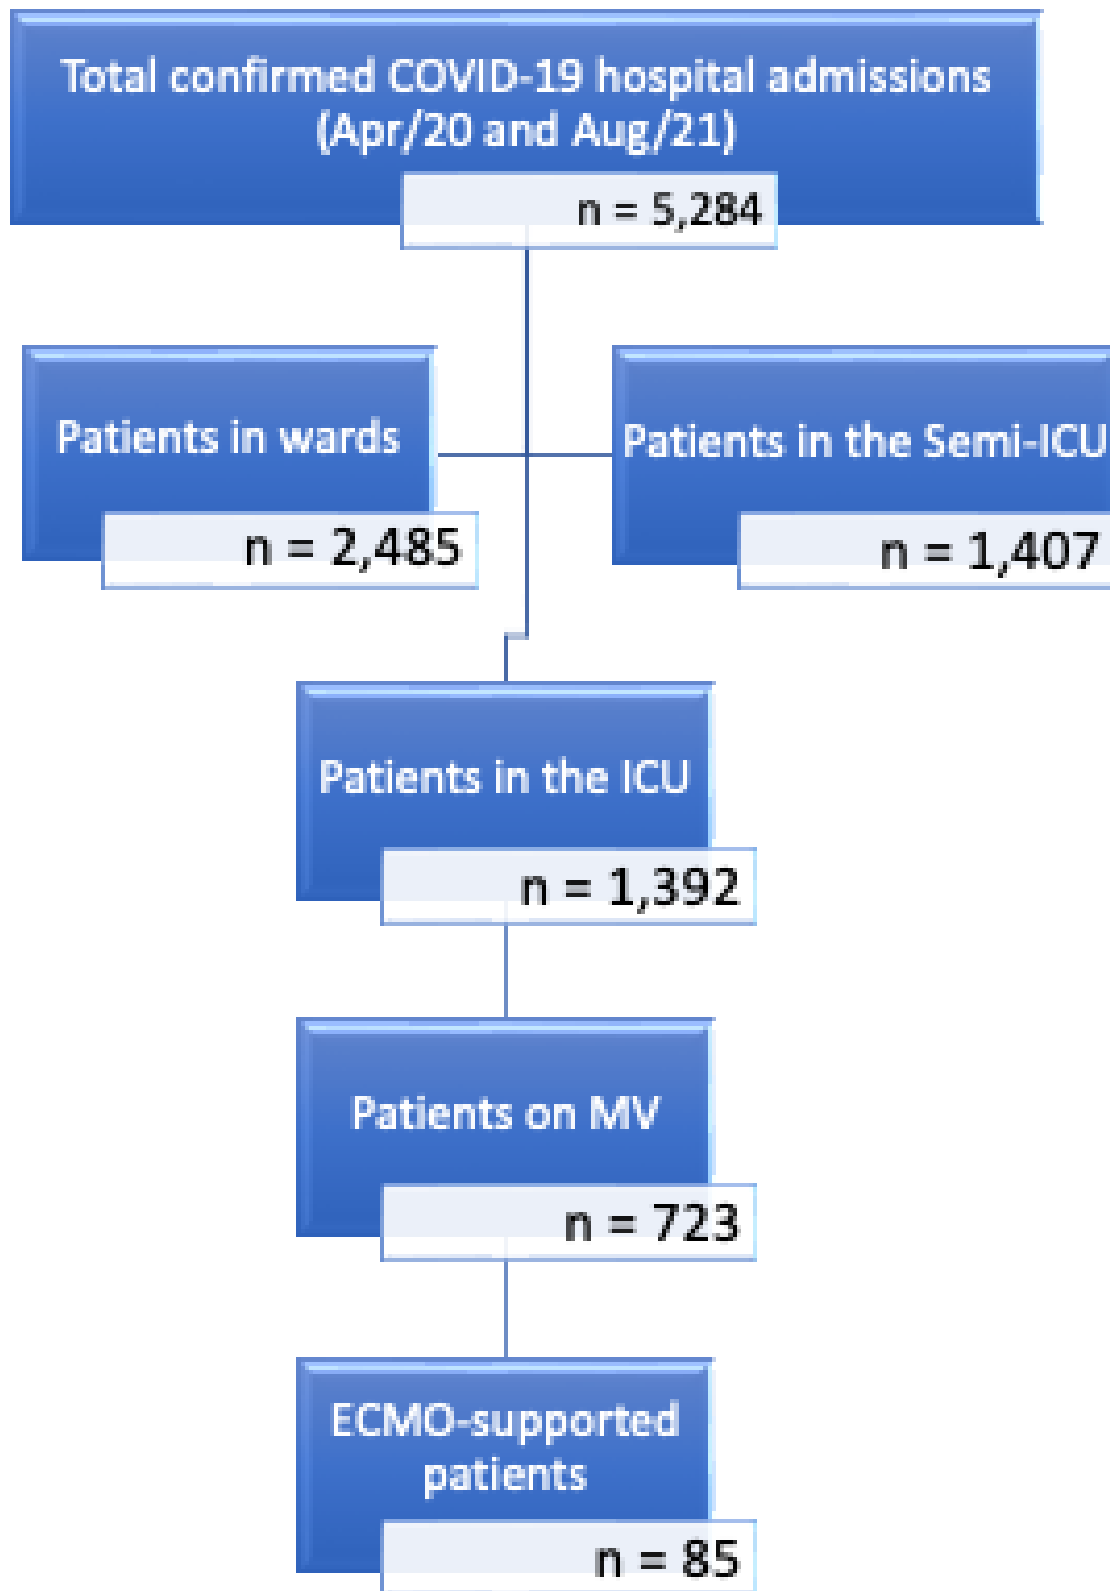 Total confirmed COVID-19 hospital admissions
(Apr/20 and Aug/21)
n = 5,284
Patients in wards
n = 2,485
Patients in the Semi-ICU
n = 1,407
Patients in the ICU
n = 1,392
Patients on MV
n = 723
ECMO-supported
patients
n = 85